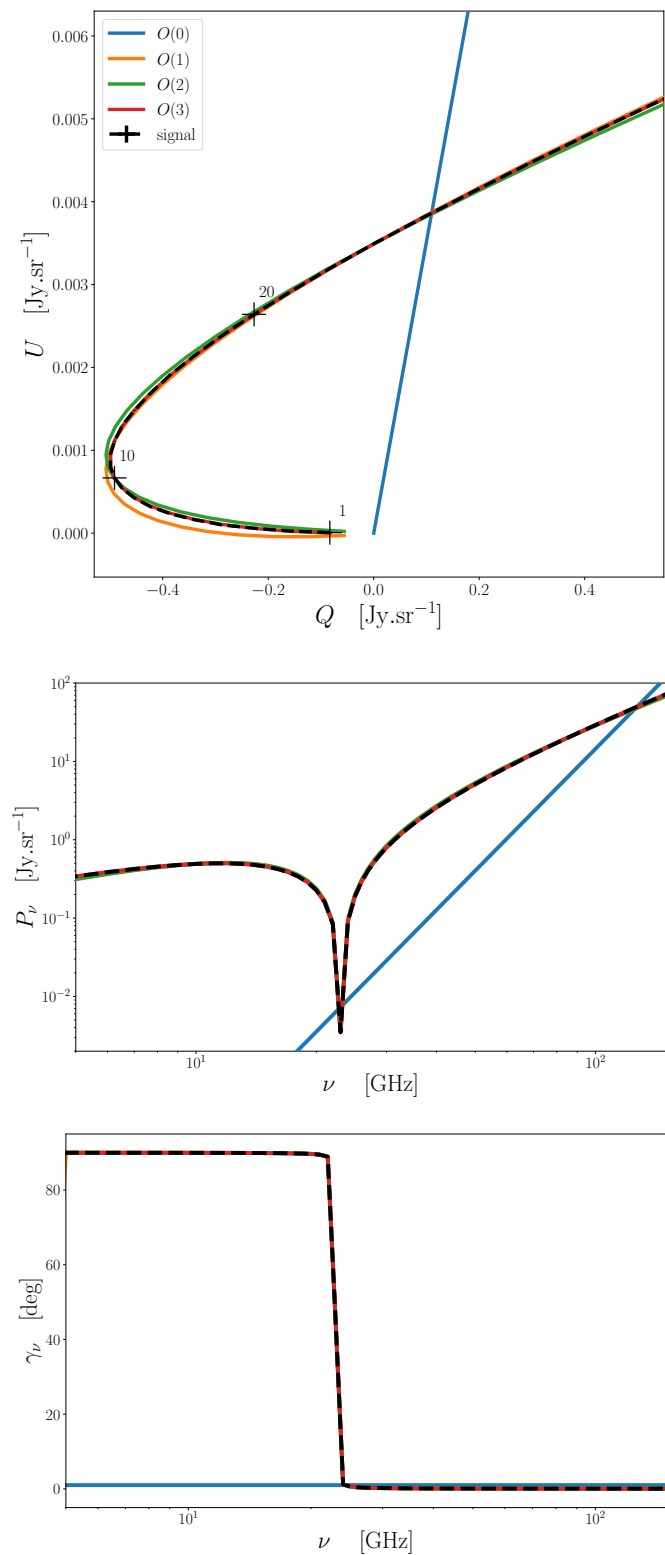 0.006
0.005
0.004
0.003
0.002
0.001
0.000
U [Jy.sr⁻¹]
O(0)
O(1)
O(2)
O(3)
signal
20
10
1
−0.4 −0.2 0.0 0.2 0.4
Q [Jy.sr⁻¹]
10²
10¹
10⁰
10⁻¹
10⁻²
P_ν [Jy.sr⁻¹]
10¹ 10²
ν [GHz]
80
60
40
20
0
γ_ν [deg]
10¹ 10²
ν [GHz]